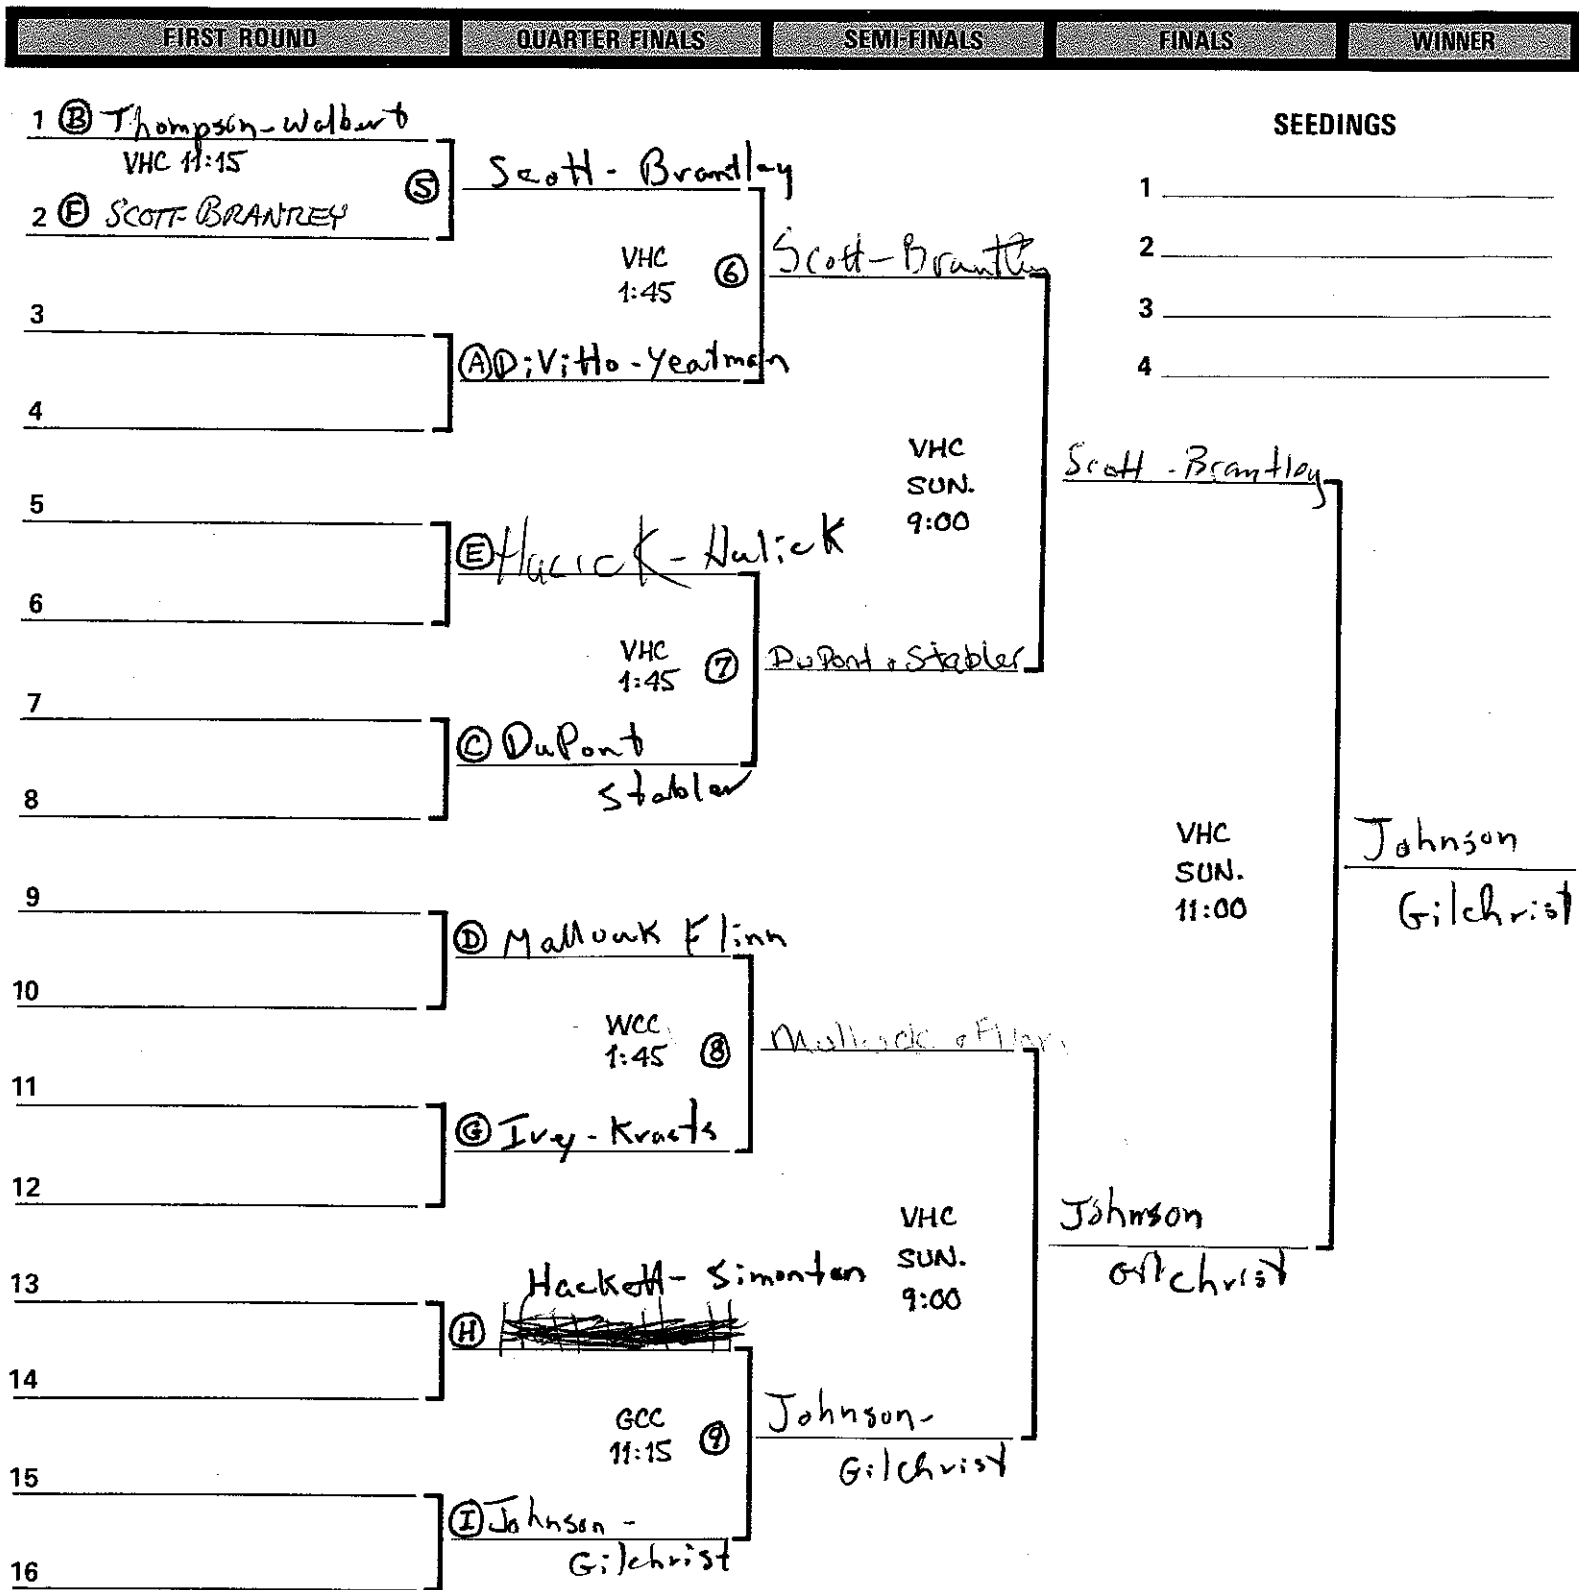 FIRST ROUND QUARTER FINALS SEMI-FINALS FINALS WINNER
SEEDINGS
1
2
3
4
1 B Thompson-Walbert
VHC 11:15
5
2 F SCOTT-BRANTLEY
Scott - Brantley
VHC
1:45
6
3
4
A DiVitto - Yeatman
Scott-Brantley
5
6
E - Halick
VHC
1:45
7
7
8
C DuPont
Stabler
DuPont • Stabler
VHC
SUN.
9:00
Scott - Brantley
9
10
D Mallouk Flinn
WCC
1:45
8
11
12
G Ivey - Kraets
13
14
H Hackett - Simonton
GCC
11:15
9
15
16
I Johnson -
Gilchrist
Johnson -
Gilchrist
VHC
SUN.
9:00
Johnson
Gilchrist
VHC
SUN.
11:00
Johnson
Gilchrist